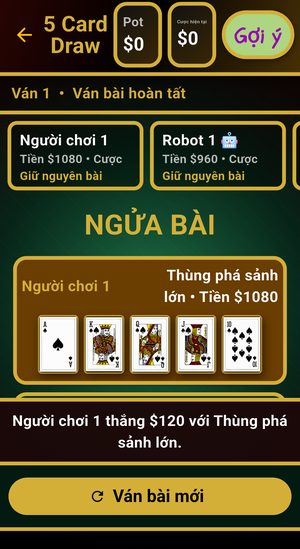 5 Card
Draw
Pot
$0
Cược hiện tại
$0
Gợi ý
Ván 1 • Ván bài hoàn tất
Người chơi 1
Tiền $1080 • Cược
Giữ nguyên bài
Robot 1
Tiền $960 • Cược
Giữ nguyên bài
NGỬA BÀI
Người chơi 1
Thùng phá sảnh
lớn • Tiền $1080
A
K
Q
J
10
Người chơi 1 thắng $120 với Thùng phá
sảnh lớn.
Ván bài mới